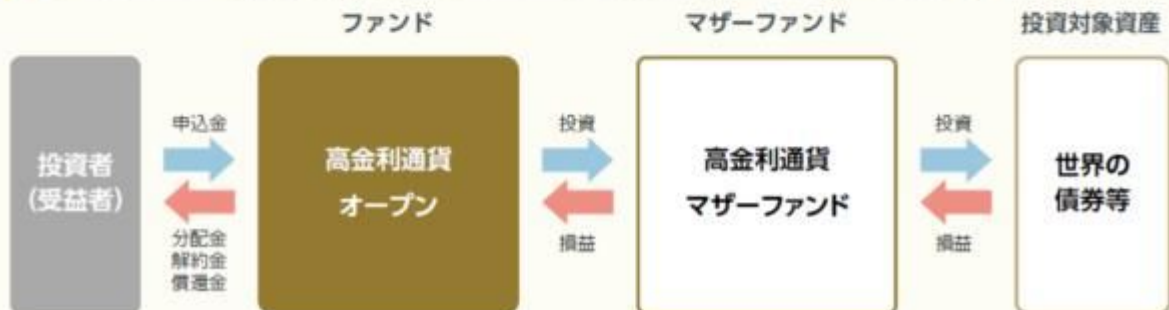 ファンド
マザーファンド
投資対象資産
投資者
(受益者)
申込金
分配金
解約金
償還金
高金利通貨
オープン
投資
損益
高金利通貨
マザーファンド
投資
損益
世界の
債券等